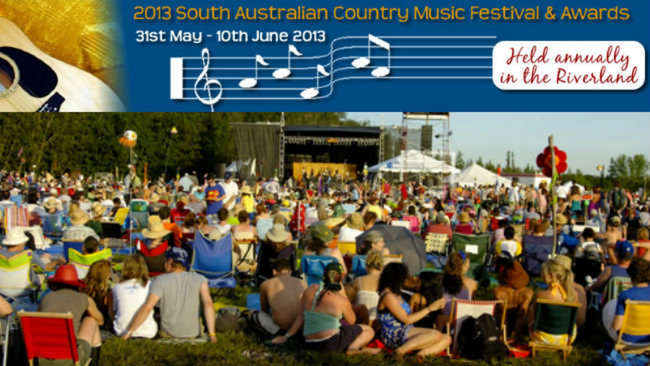 2013 South Australian Country Music Festival & Awards
31st May - 10th June 2013
Held annually
in the Riverland